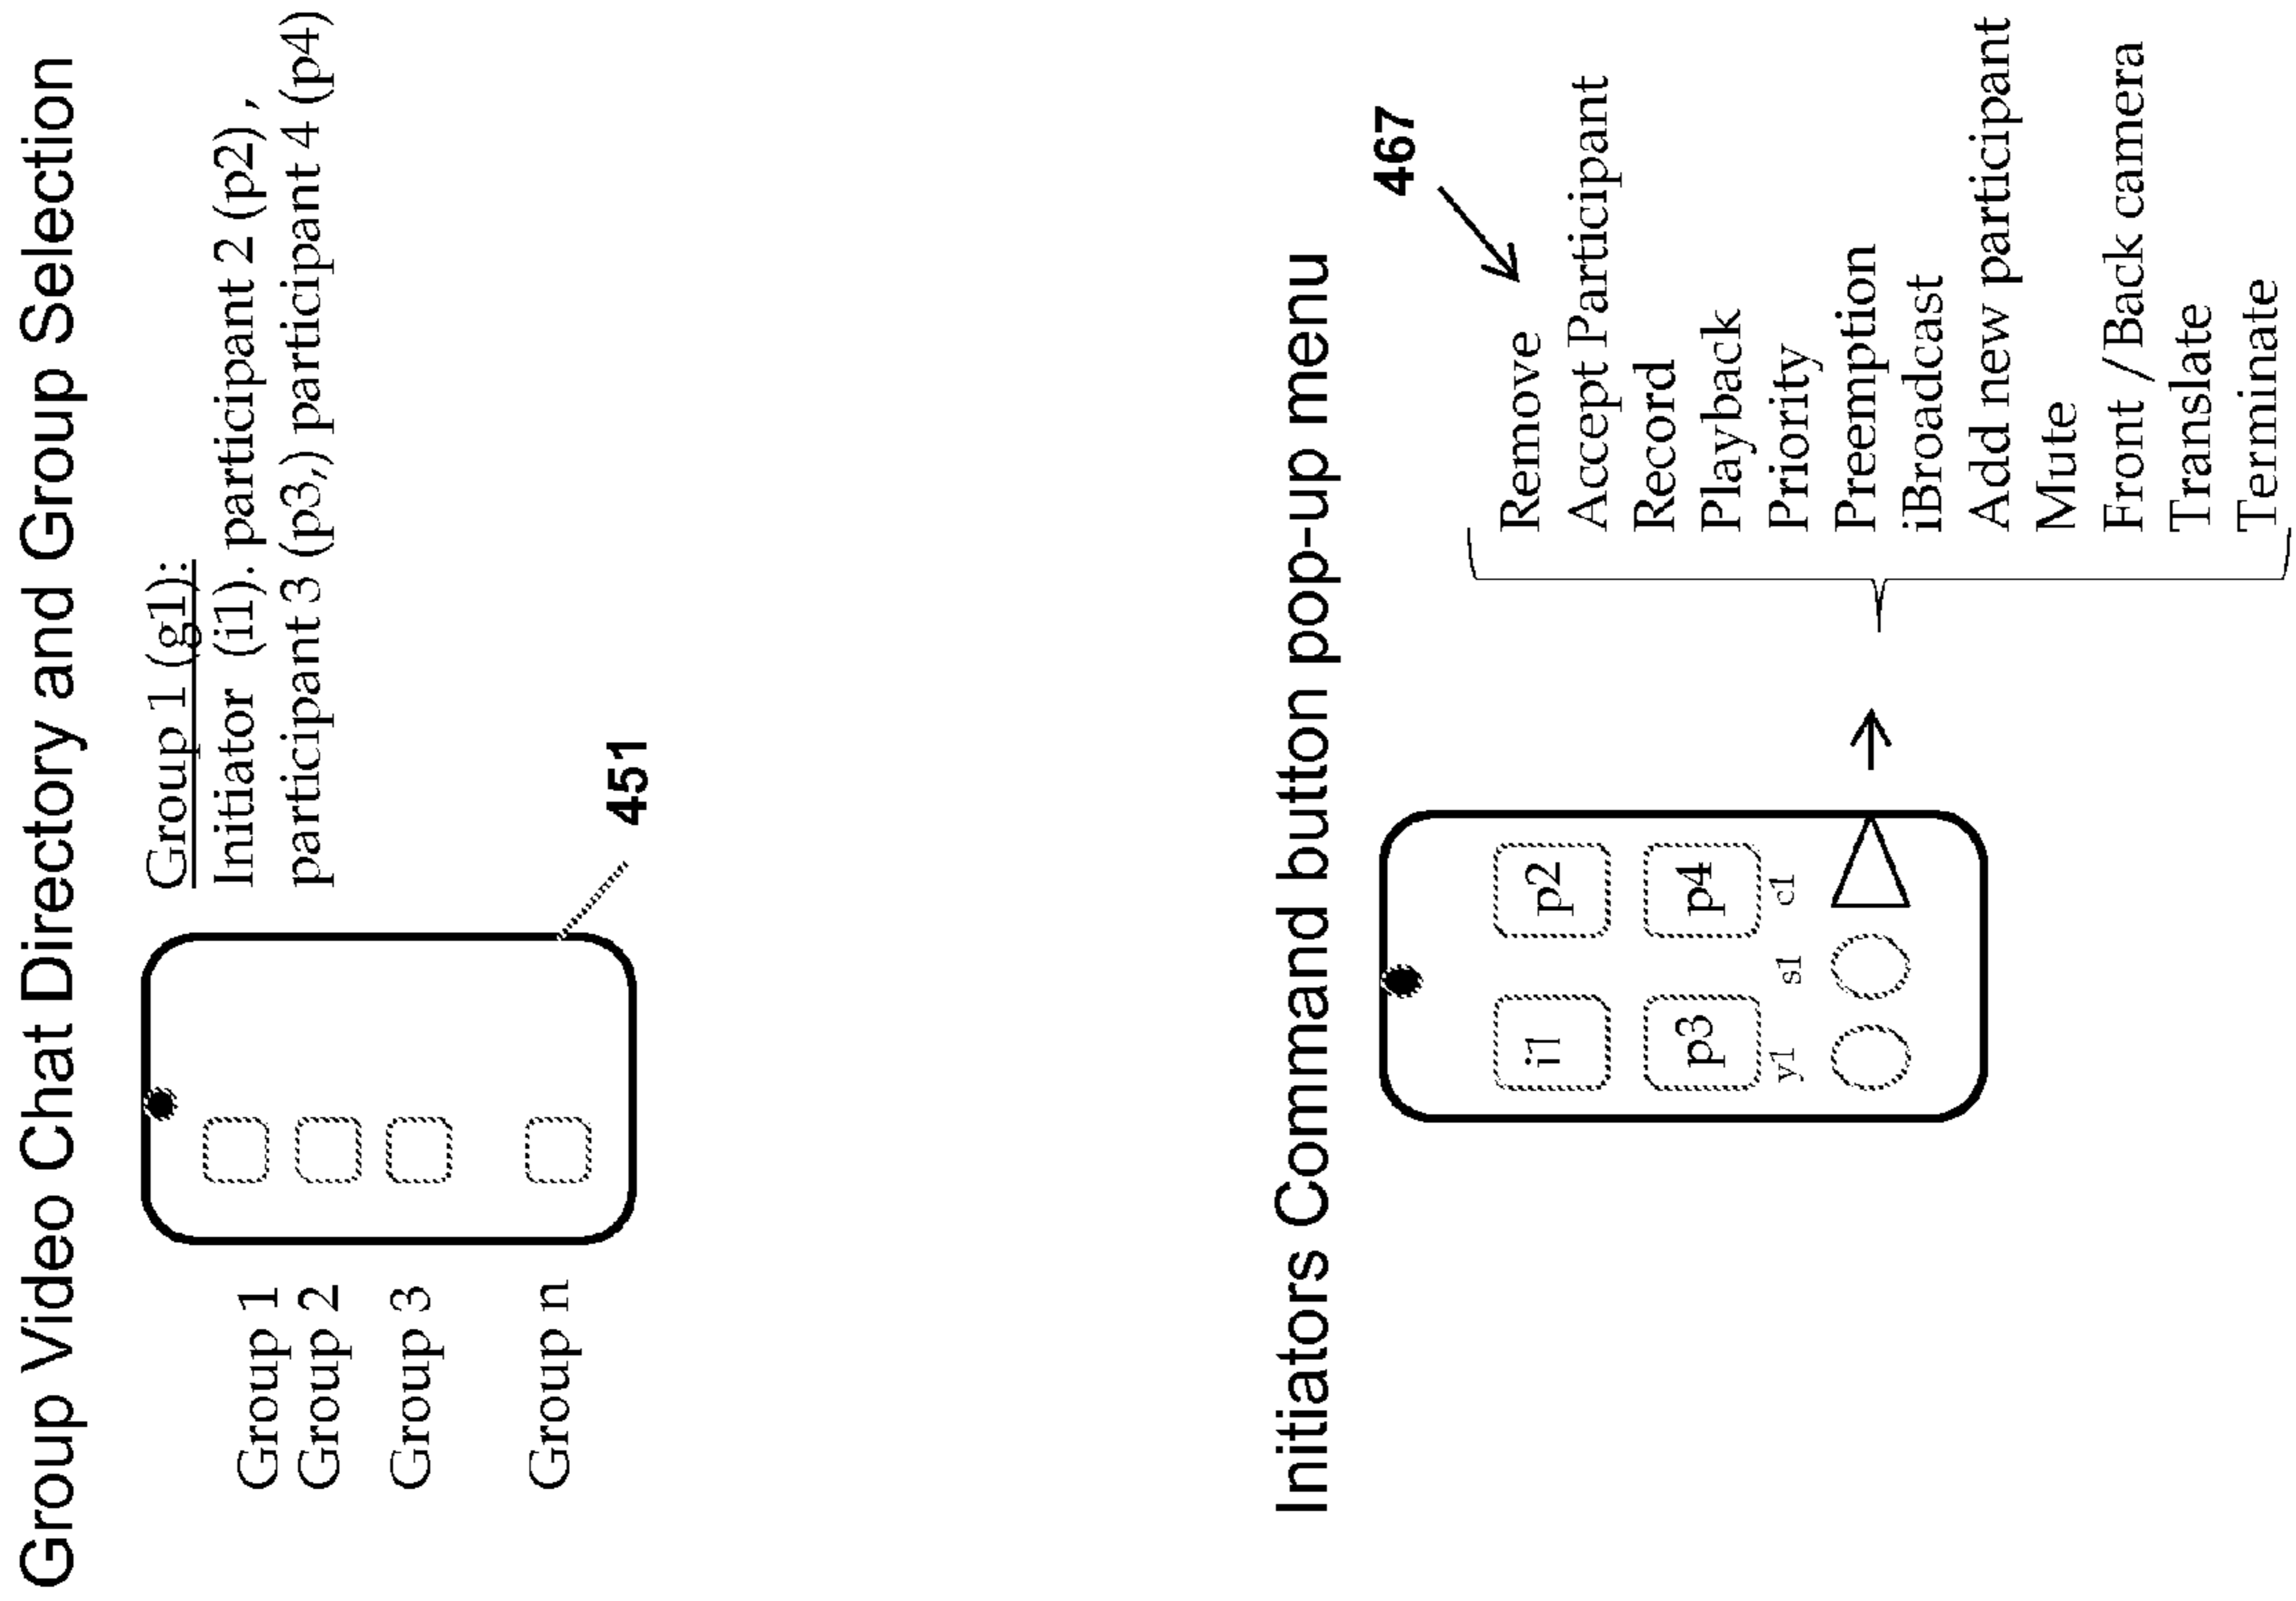 Group Video Chat Directory and Group Selection
Group 1 (g1):
Initiator (i1). participant 2 (p2) ,
participant 3 (p3,) participant 4 (p4)
Group 1
Group 2
Group 3
Group n
451
Initiators Command button pop-up menu
467
i1 p2
p3 p4
y1 s1 c1
Remove
Accept Participant
Record
Playback
Priority
Preemption
iBroadcast
Add new participant
Mute
Front /Back camera
Translate
Terminate